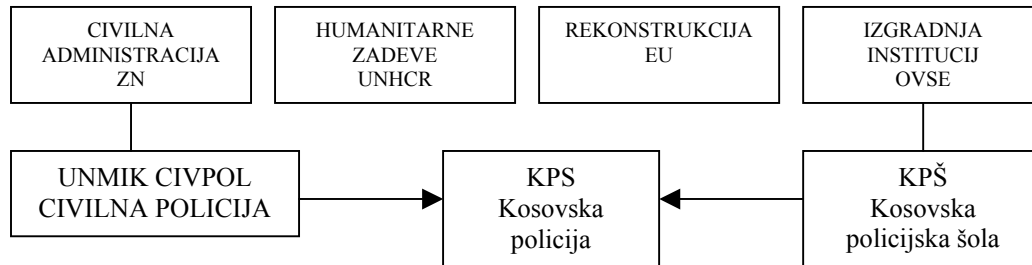 CIVILNA
ADMINISTRACIJA
ZN
HUMANITARNE
ZADEVE
UNHCR
REKONSTRUKCIJA
EU
IZGRADNJA
INSTITUCIJ
OVSE
UNMIK CIVPOL
CIVILNA POLICIJA
KPS
Kosovska
policija
KPŠ
Kosovska
policijska šola